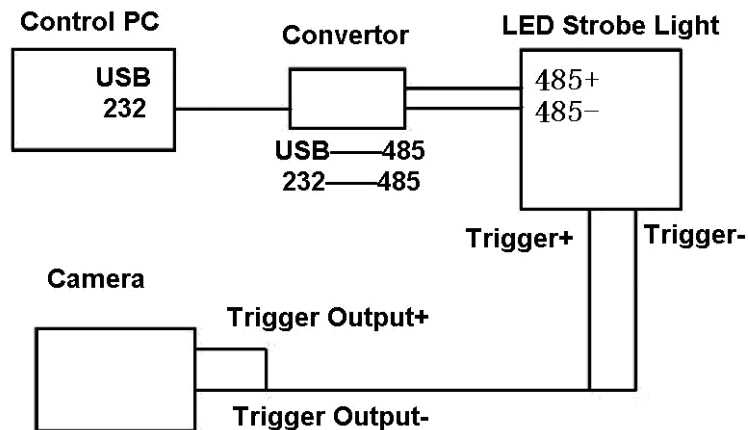 Control PC
USB
232
Convertor
USB——485
232——485
LED Strobe Light
485+
485-
Trigger+
Trigger-
Camera
Trigger Output+
Trigger Output-